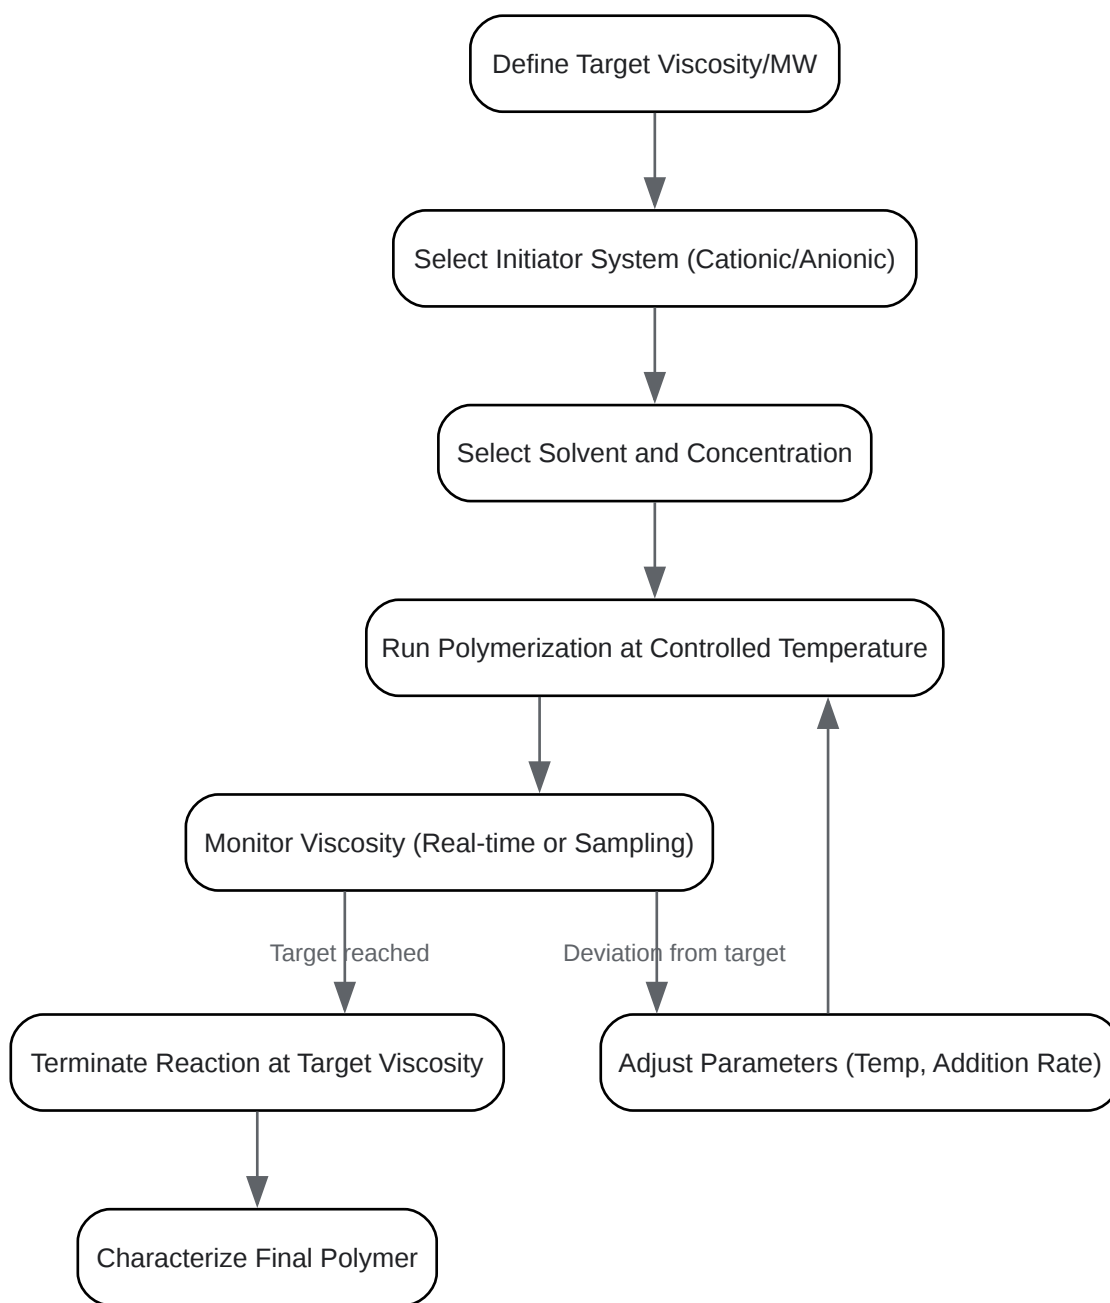 Define Target Viscosity/MW
Select Initiator System (Cationic/Anionic)
Select Solvent and Concentration
Run Polymerization at Controlled Temperature
Monitor Viscosity (Real-time or Sampling)
Target reached
Deviation from target
Terminate Reaction at Target Viscosity
Adjust Parameters (Temp, Addition Rate)
Characterize Final Polymer